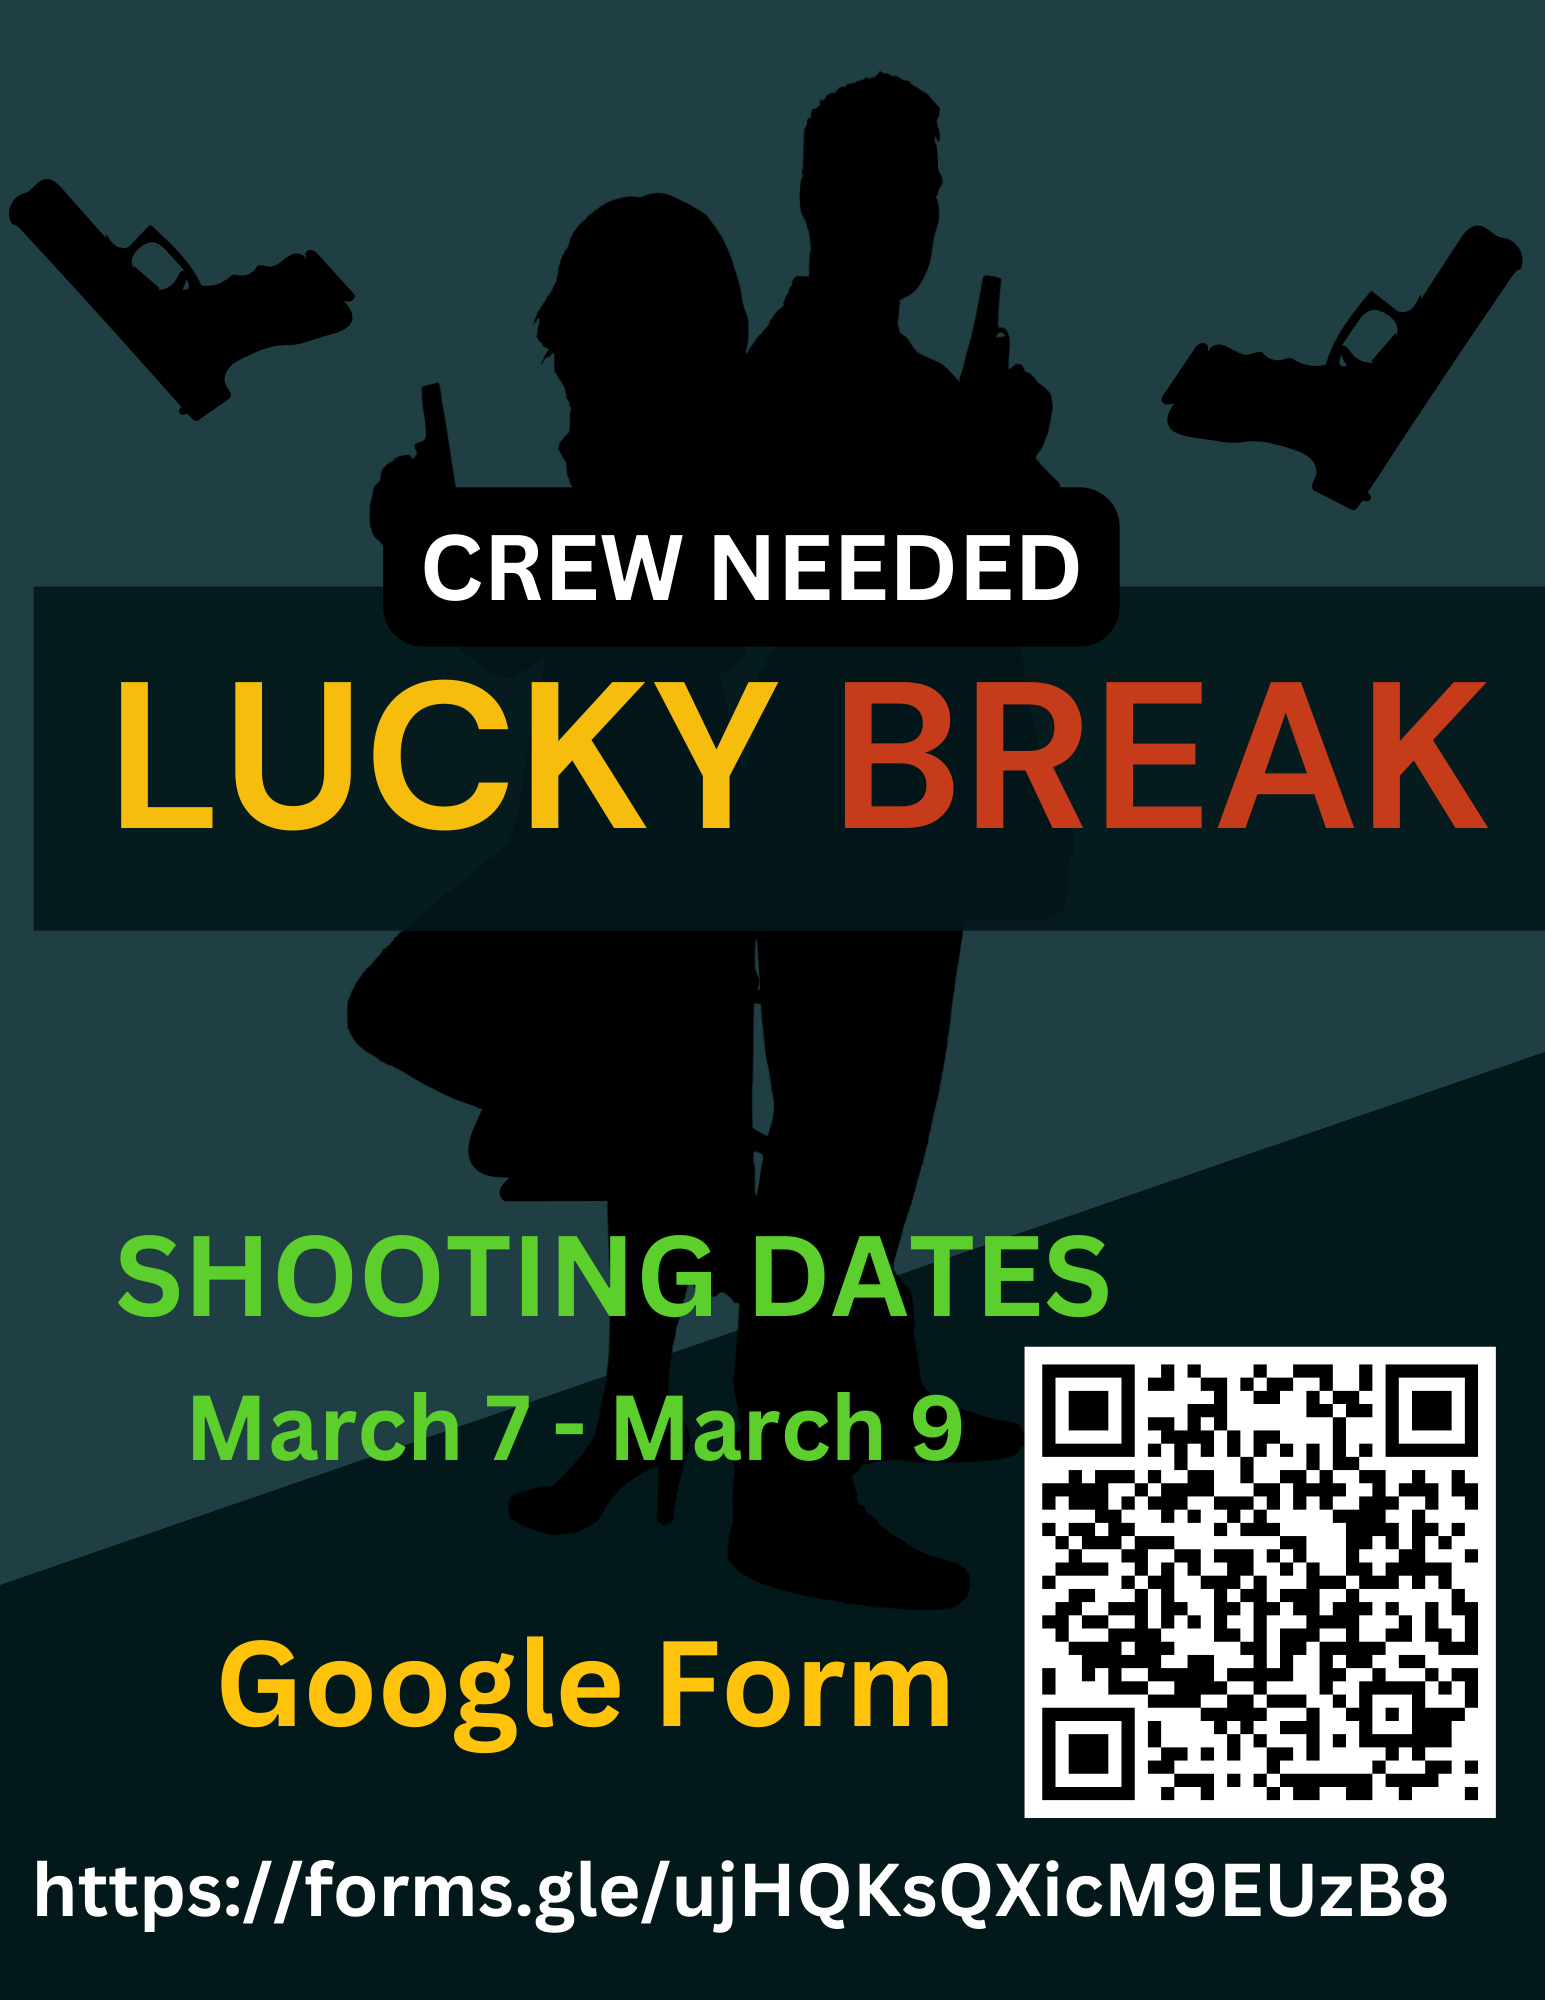 CREW NEEDED
LUCKY BREAK
SHOOTING DATES
March 7 - March 9
Google Form
https://forms.gle/ujHQKsQXicM9EUzB8